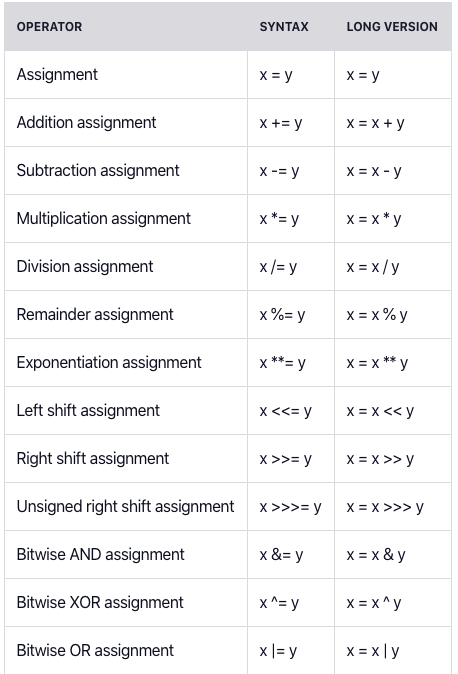 OPERATOR SYNTAX LONG VERSION
Assignment x = y x = y
Addition assignment x += y x = x + y
Subtraction assignment x -= y x = x - y
Multiplication assignment x *= y x = x * y
Division assignment x /= y x = x / y
Remainder assignment x %= y x = x % y
Exponentiation assignment x **= y x = x ** y
Left shift assignment x <<= y x = x << y
Right shift assignment x >>= y x = x >> y
Unsigned right shift assignment x >>>= y x = x >>> y
Bitwise AND assignment x &= y x = x & y
Bitwise XOR assignment x ^= y x = x ^ y
Bitwise OR assignment x |= y x = x | y